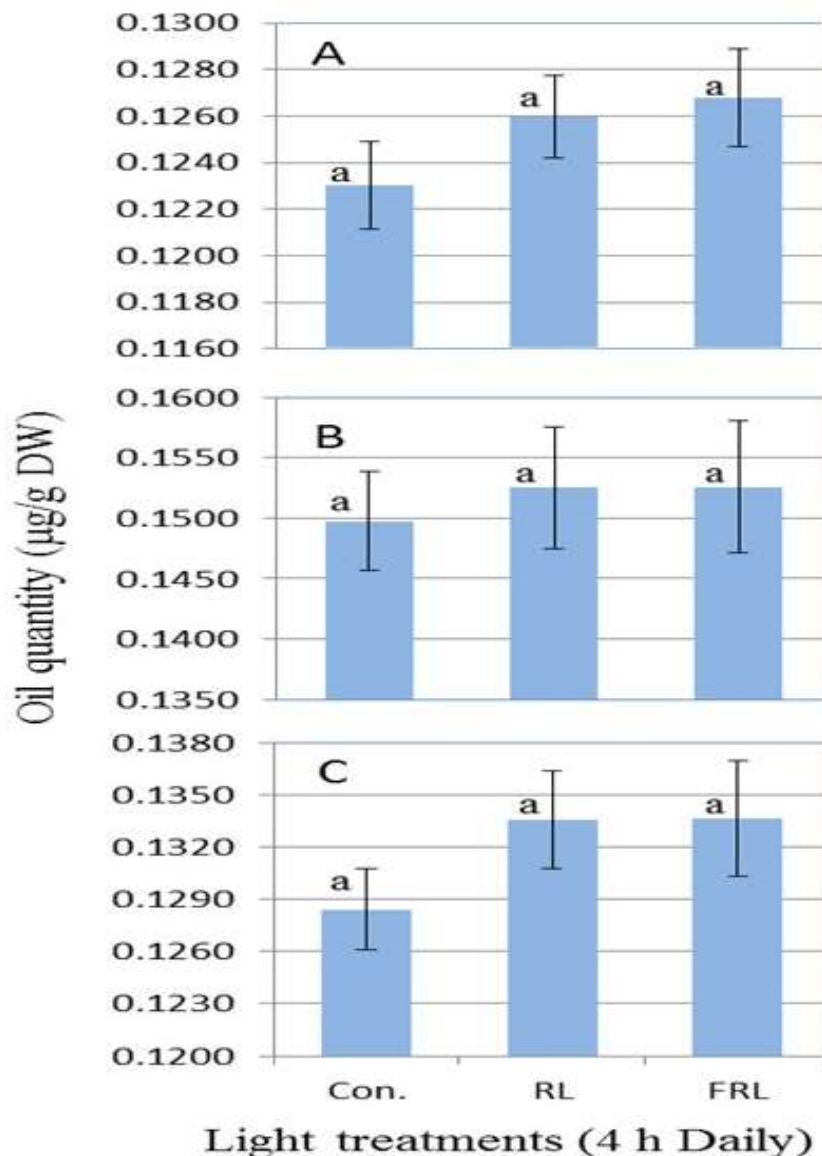 0.1300
A
0.1280
a
a
0.1260
0.1240
a
0.1220
0.1200
0.1180
0.1160
Oil quantity (µg/g DW)
0.1600
B
0.1550
a
a
a
0.1500
0.1450
0.1400
0.1350
0.1380
C
0.1350
a
a
0.1320
a
0.1290
0.1260
0.1230
0.1200
Con. RL FRL
Light treatments (4 h Daily)